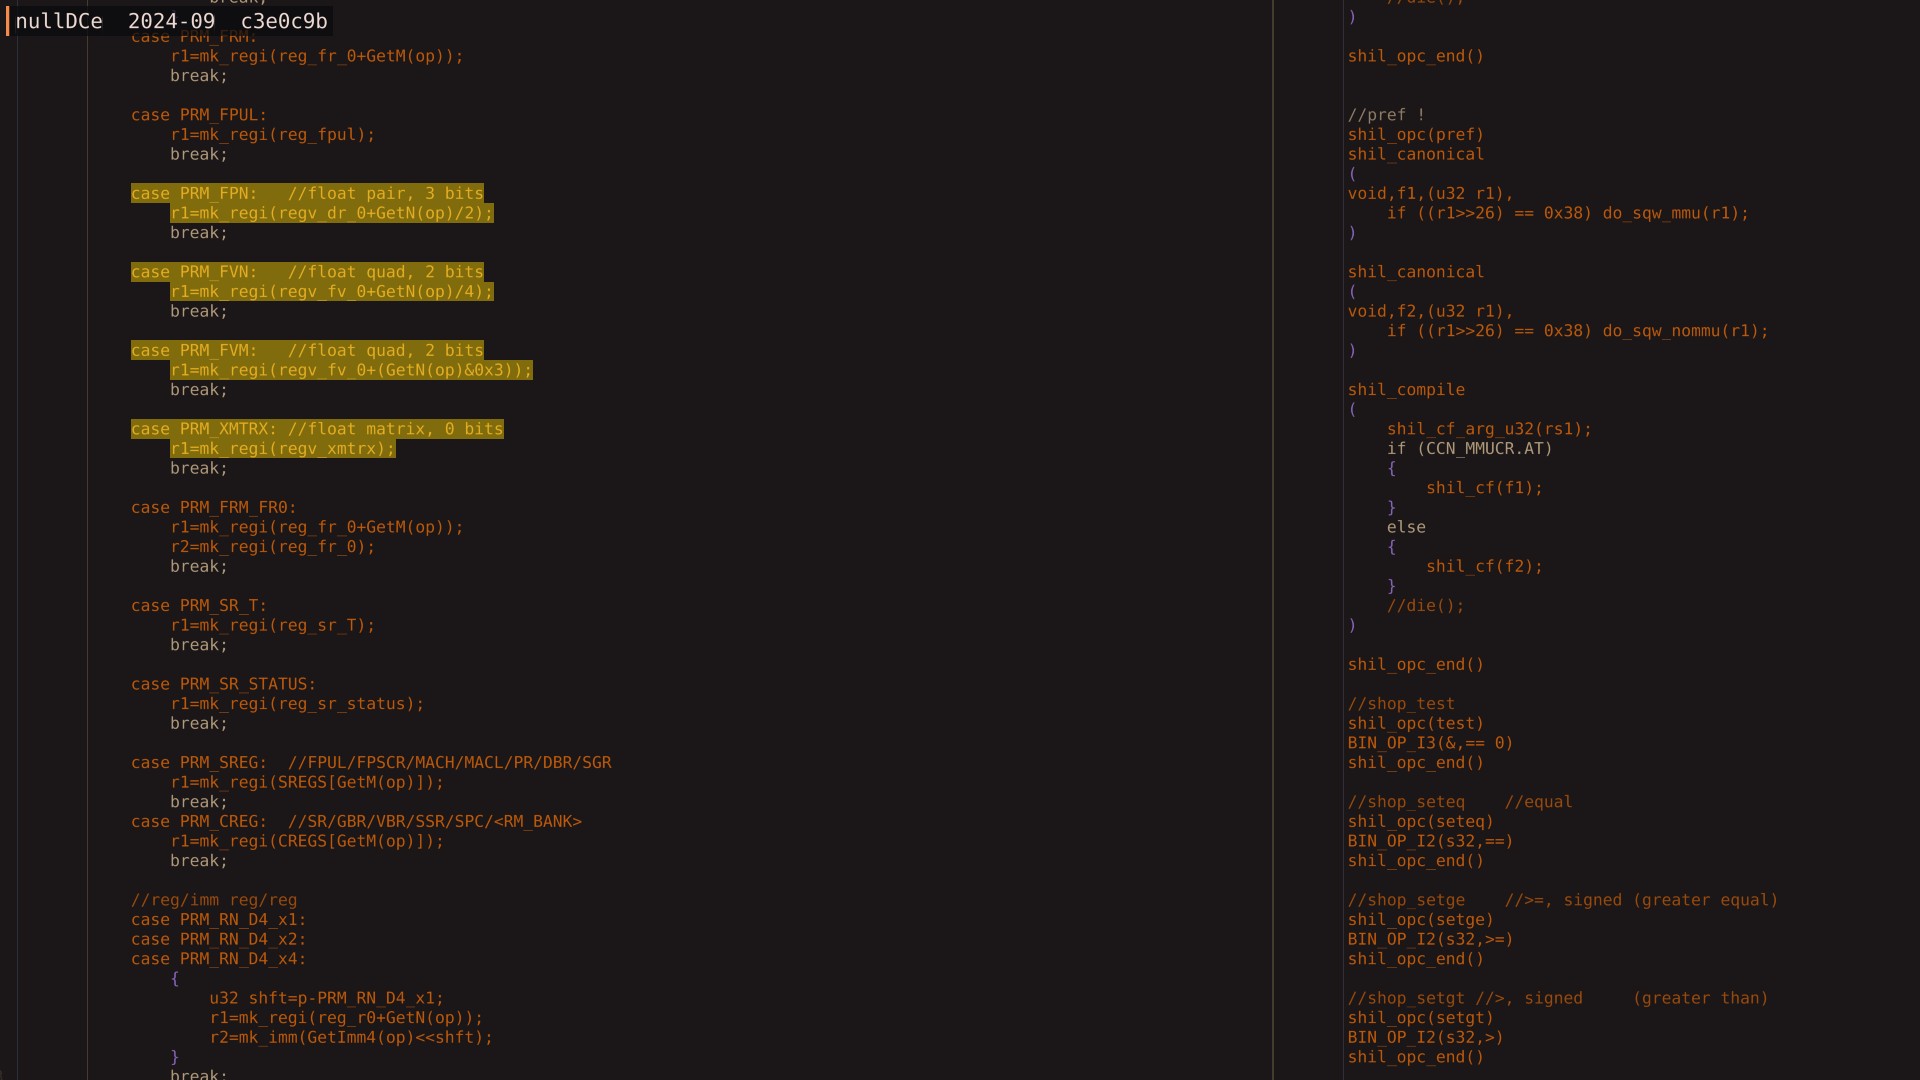 nullDCe  2024-09  c3e0c9b
break;
case PRM_FRM:
r1=mk_regi(reg_fr_0+GetM(op));
break;
case PRM_FPUL:
r1=mk_regi(reg_fpul);
break;
case PRM_FPN:   //float pair, 3 bits
r1=mk_regi(regv_dr_0+GetN(op)/2);
break;
case PRM_FVN:   //float quad, 2 bits
r1=mk_regi(regv_fv_0+GetN(op)/4);
break;
case PRM_FVM:   //float quad, 2 bits
r1=mk_regi(regv_fv_0+(GetN(op)&0x3));
break;
case PRM_XMTRX: //float matrix, 0 bits
r1=mk_regi(regv_xmtrx);
break;
case PRM_FRM_FR0:
r1=mk_regi(reg_fr_0+GetM(op));
r2=mk_regi(reg_fr_0);
break;
case PRM_SR_T:
r1=mk_regi(reg_sr_T);
break;
case PRM_SR_STATUS:
r1=mk_regi(reg_sr_status);
break;
case PRM_SREG:  //FPUL/FPSCR/MACH/MACL/PR/DBR/SGR
r1=mk_regi(SREGS[GetM(op)]);
break;
case PRM_CREG:  //SR/GBR/VBR/SSR/SPC/<RM_BANK>
r1=mk_regi(CREGS[GetM(op)]);
break;
//reg/imm reg/reg
case PRM_RN_D4_x1:
case PRM_RN_D4_x2:
case PRM_RN_D4_x4:
{
u32 shft=p-PRM_RN_D4_x1;
r1=mk_regi(reg_r0+GetN(op));
r2=mk_imm(GetImm4(op)<<shft);
}
break;
//die();
)
shil_opc_end()
//pref !
shil_opc(pref)
shil_canonical
(
void,f1,(u32 r1),
if ((r1>>26) == 0x38) do_sqw_mmu(r1);
)
shil_canonical
(
void,f2,(u32 r1),
if ((r1>>26) == 0x38) do_sqw_nommu(r1);
)
shil_compile
(
shil_cf_arg_u32(rs1);
if (CCN_MMUCR.AT)
{
shil_cf(f1);
}
else
{
shil_cf(f2);
}
//die();
)
shil_opc_end()
//shop_test
shil_opc(test)
BIN_OP_I3(&,== 0)
shil_opc_end()
//shop_seteq    //equal
shil_opc(seteq)
BIN_OP_I2(s32,==)
shil_opc_end()
//shop_setge    //>=, signed (greater equal)
shil_opc(setge)
BIN_OP_I2(s32,>=)
shil_opc_end()
//shop_setgt //>, signed     (greater than)
shil_opc(setgt)
BIN_OP_I2(s32,>)
shil_opc_end()